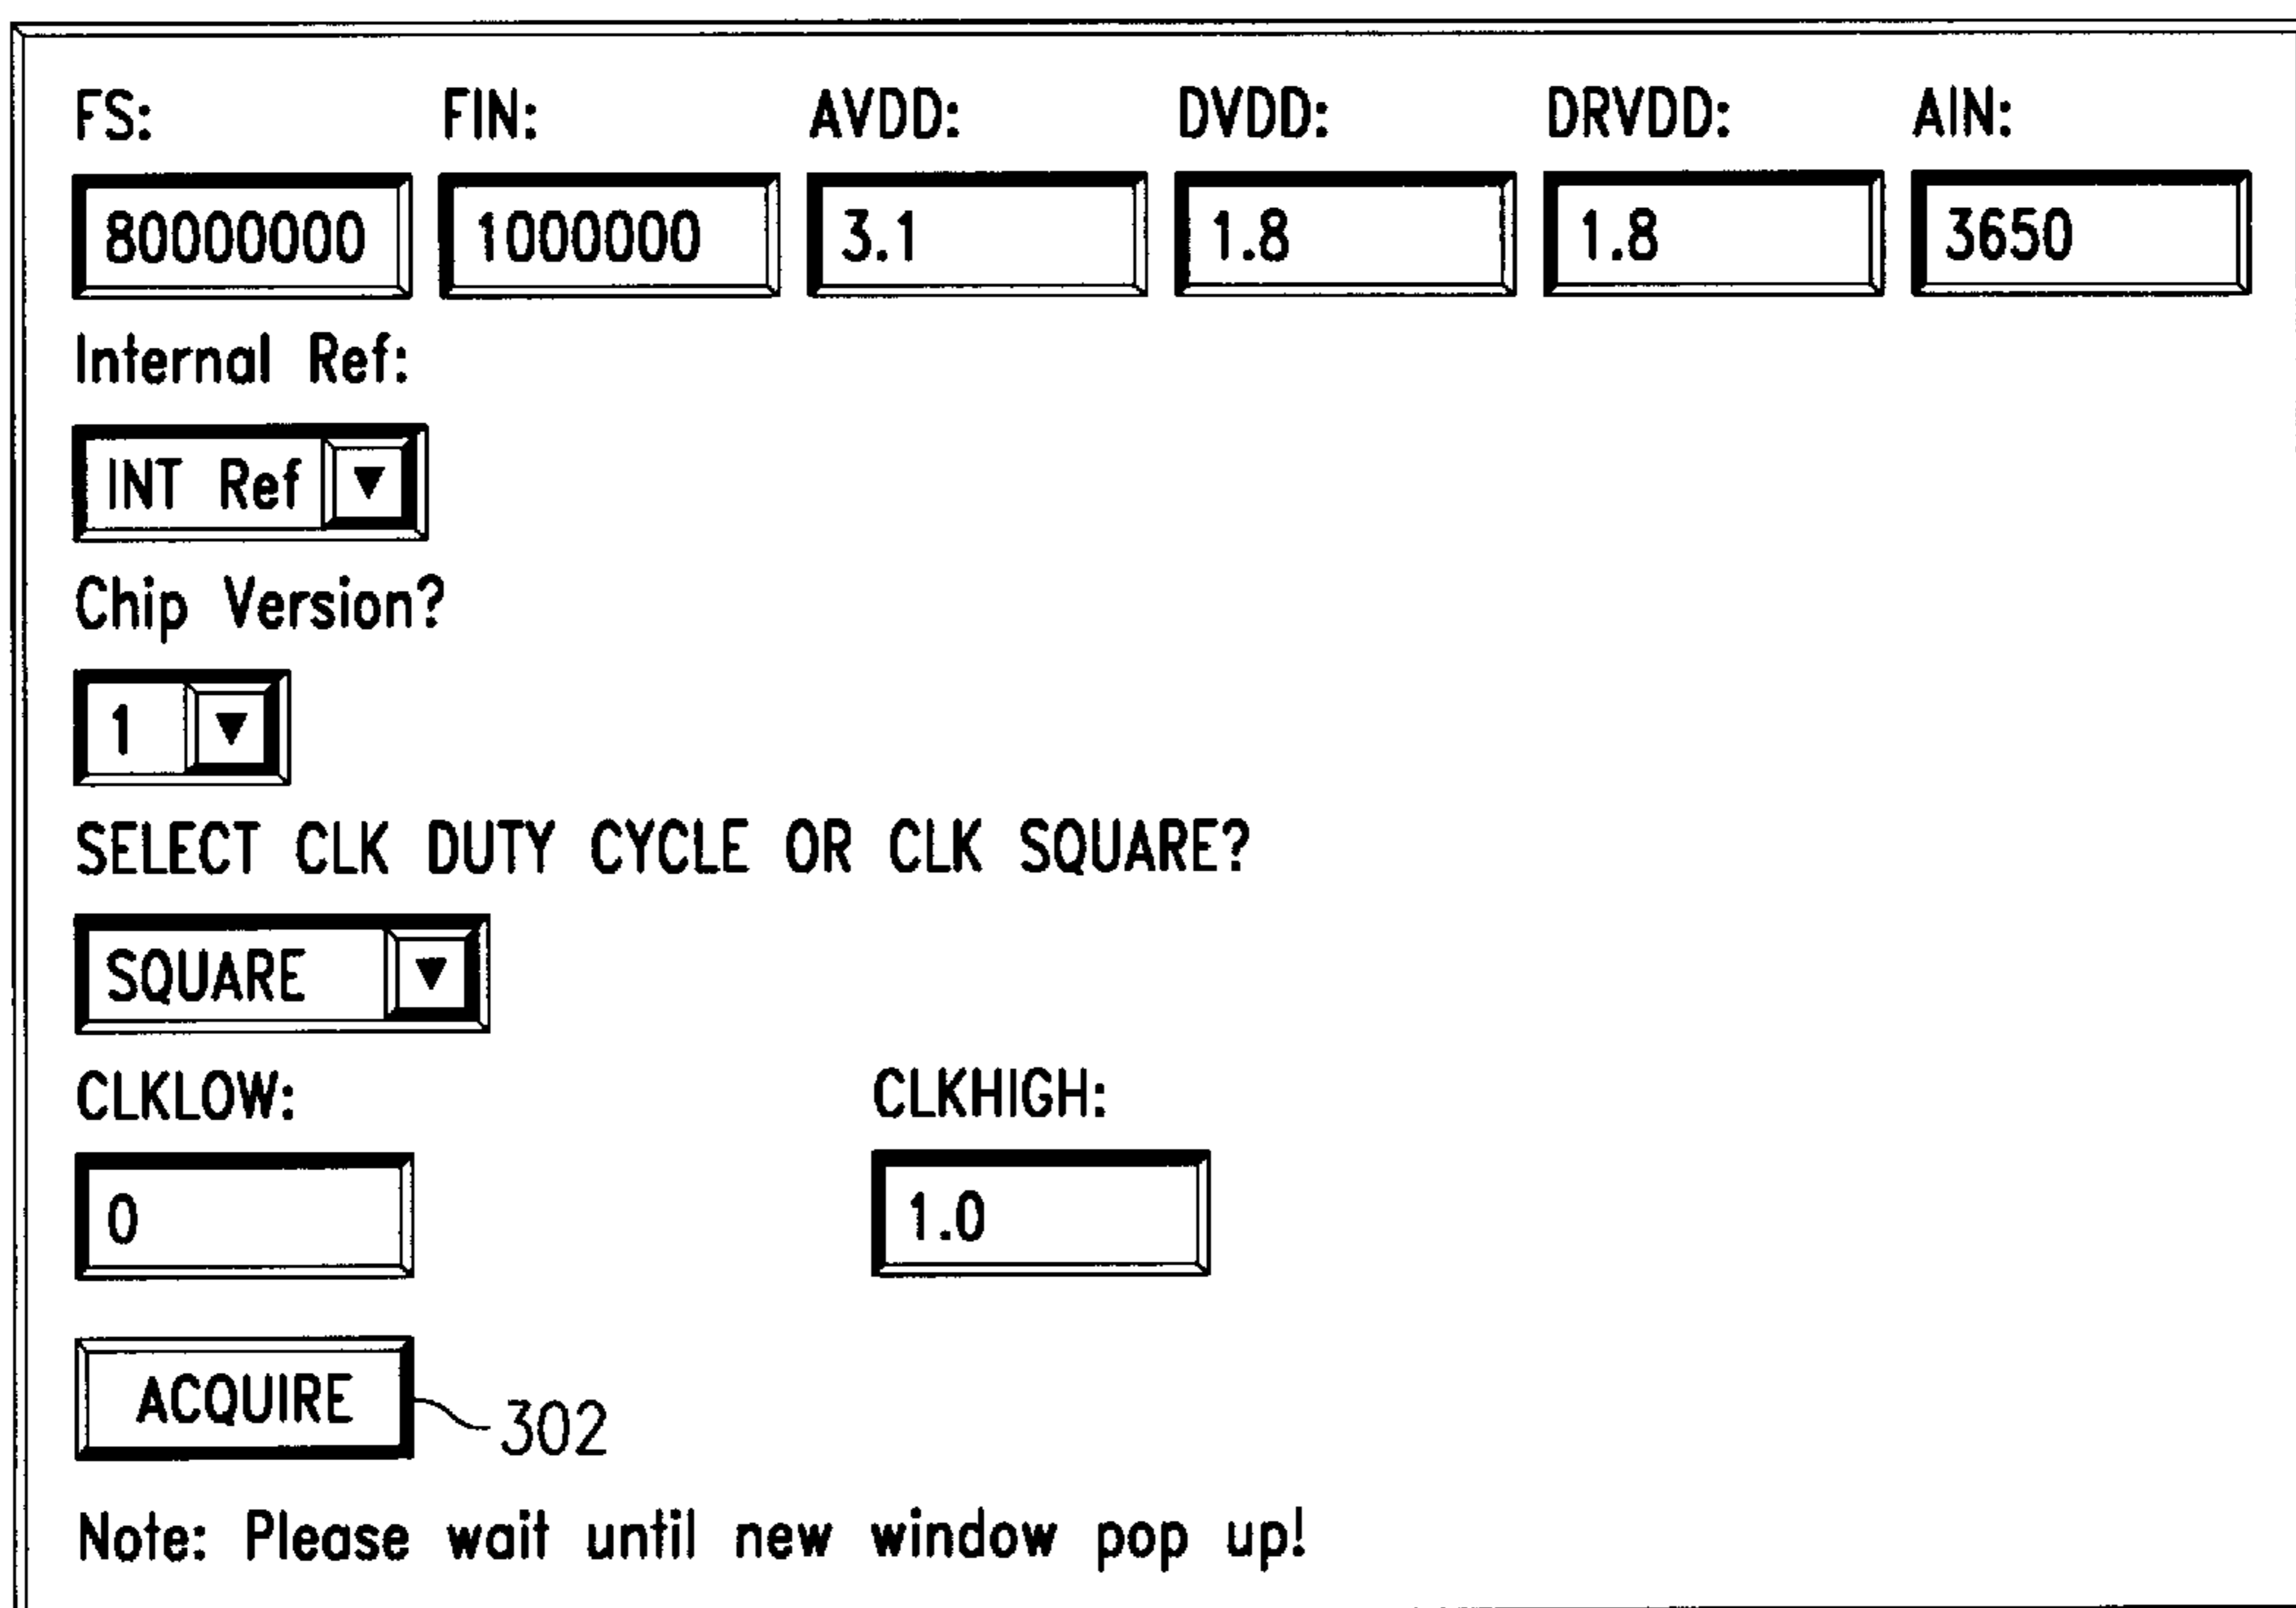 FS: FIN: AVDD: DVDD: DRVDD: AIN:
80000000 1000000 3.1 1.8 1.8 3650
Internal Ref:
INT Ref
Chip Version?
1
SELECT CLK DUTY CYCLE OR CLK SQUARE?
SQUARE
CLKLOW: CLKHIGH:
0 1.0
ACQUIRE 302
Note: Please wait until new window pop up!